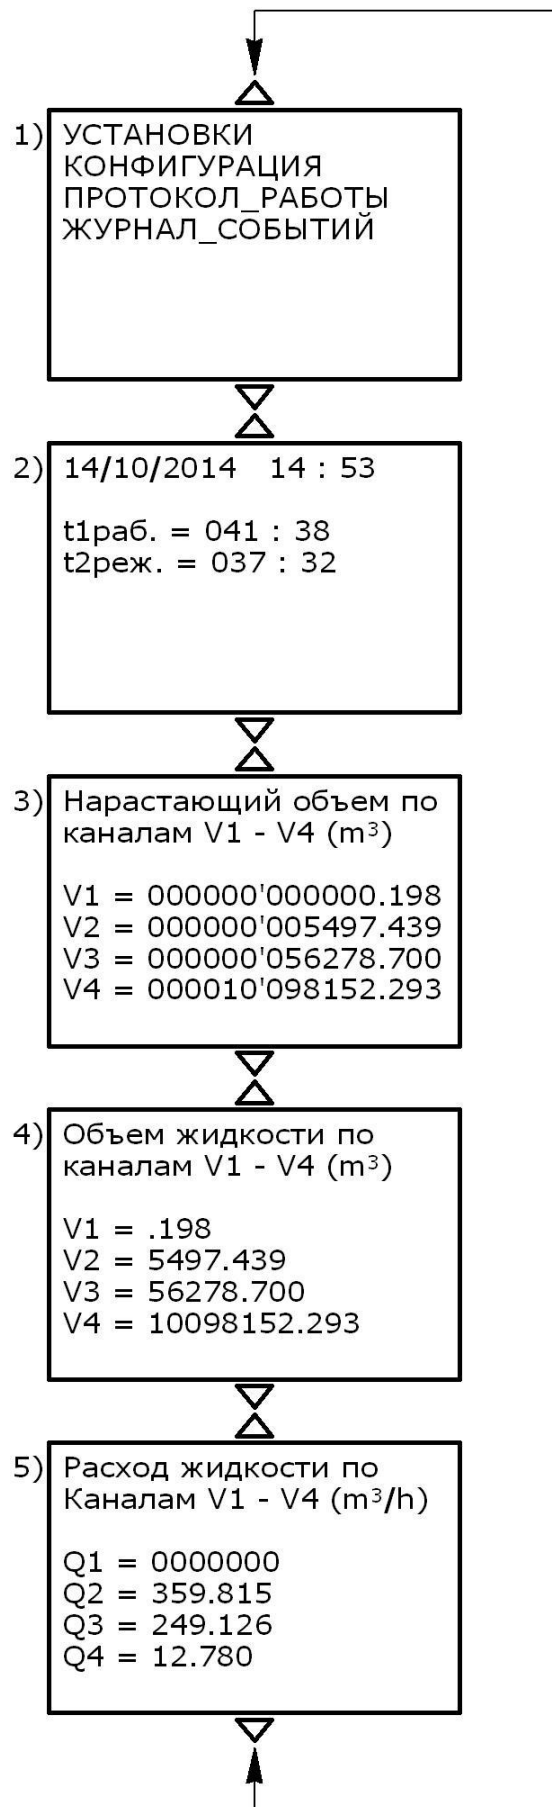 1) УСТАНОВКИ
КОНФИГУРАЦИЯ
ПРОТОКОЛ_РАБОТЫ
ЖУРНАЛ_СОБЫТИЙ
2) 14/10/2014 14 : 53
t1раб. = 041 : 38
t2реж. = 037 : 32
3) Нарастающий объем по
каналам V1 - V4 (m³)
V1 = 000000'000000.198
V2 = 000000'005497.439
V3 = 000000'056278.700
V4 = 000010'098152.293
4) Объем жидкости по
каналам V1 - V4 (m³)
V1 = .198
V2 = 5497.439
V3 = 56278.700
V4 = 10098152.293
5) Расход жидкости по
Каналам V1 - V4 (m³/h)
Q1 = 0000000
Q2 = 359.815
Q3 = 249.126
Q4 = 12.780